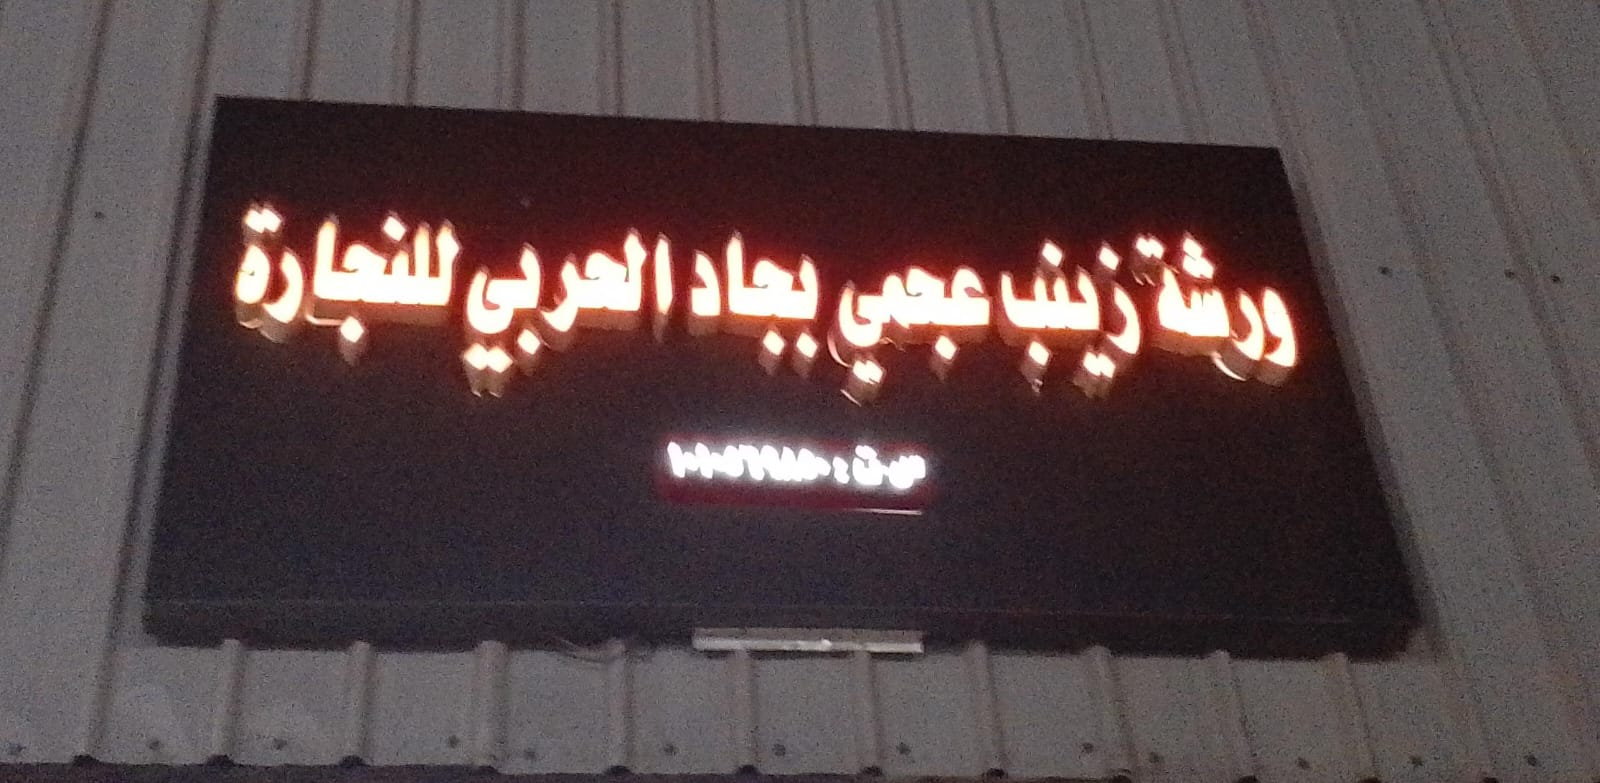 ورشة زينب عجمي بجاد الحربي للنجارة
س.ت :